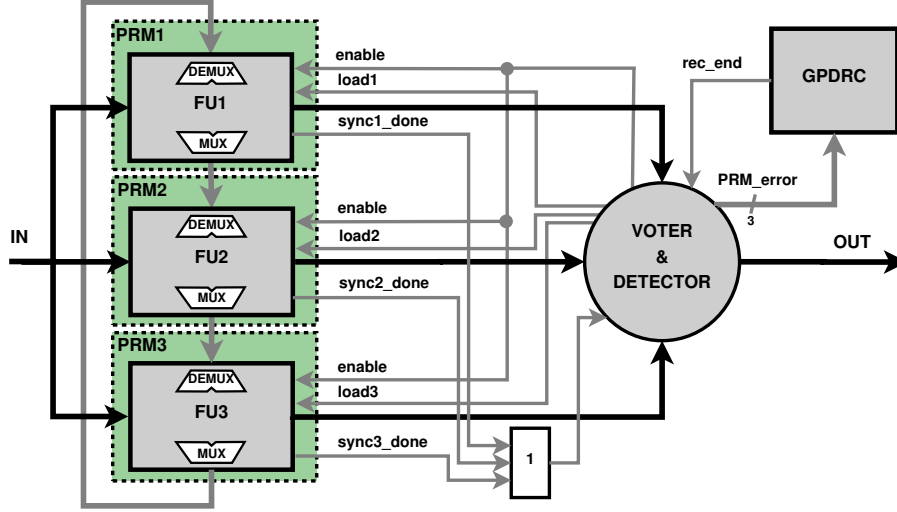 PRM1
DEMUX
FU1
MUX
enable
load1
sync1_done
rec_end
GPDRC
PRM_error
3
PRM2
DEMUX
FU2
MUX
enable
load2
sync2_done
IN
VOTER
&
DETECTOR
OUT
PRM3
DEMUX
FU3
MUX
enable
load3
sync3_done
1